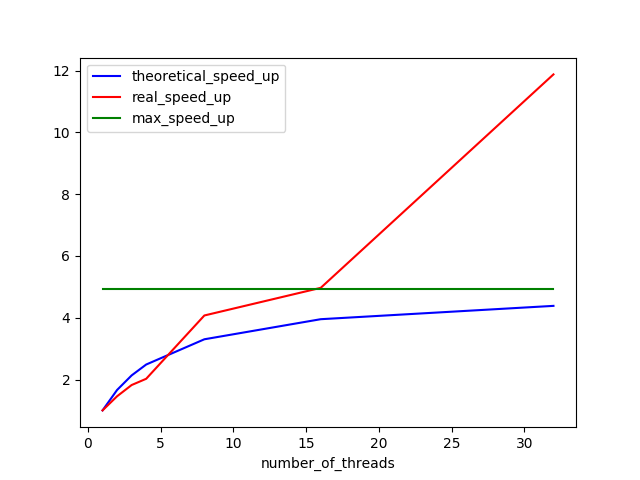 theoretical_speed_up
real_speed_up
max_speed_up
12
10
8
6
4
2
0 5 10 15 20 25 30
number_of_threads